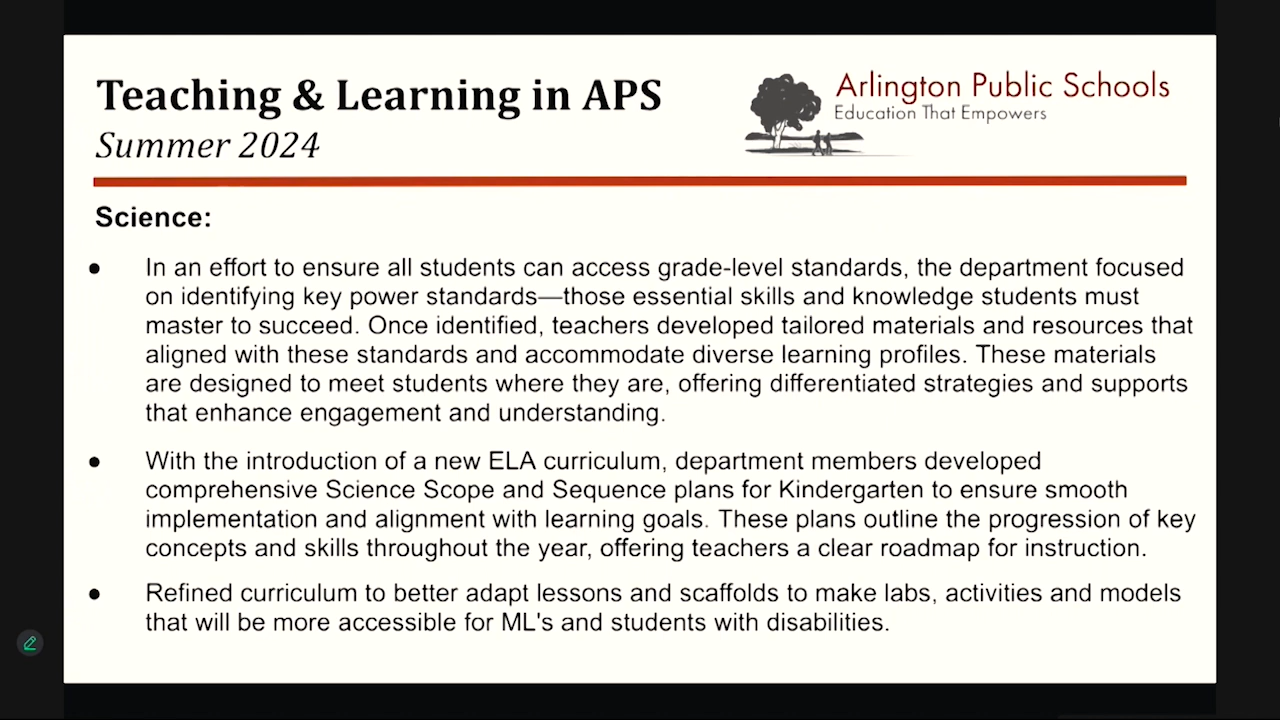 Teaching & Learning in APS
Summer 2024
Arlington Public Schools
Education That Empowers
Science:
● In an effort to ensure all students can access grade-level standards, the department focused
on identifying key power standards—those essential skills and knowledge students must
master to succeed. Once identified, teachers developed tailored materials and resources that
aligned with these standards and accommodate diverse learning profiles. These materials
are designed to meet students where they are, offering differentiated strategies and supports
that enhance engagement and understanding.
● With the introduction of a new ELA curriculum, department members developed
comprehensive Science Scope and Sequence plans for Kindergarten to ensure smooth
implementation and alignment with learning goals. These plans outline the progression of key
concepts and skills throughout the year, offering teachers a clear roadmap for instruction.
● Refined curriculum to better adapt lessons and scaffolds to make labs, activities and models
that will be more accessible for ML's and students with disabilities.